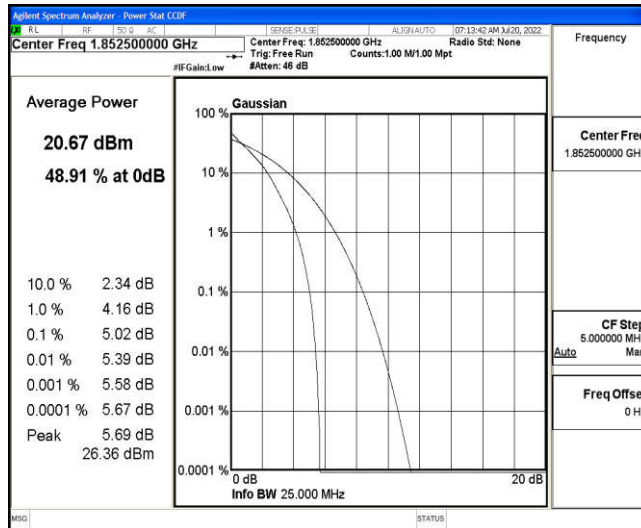 Agilent Spectrum Analyzer - Power Stat CCDF
RL RF 50 Ω AC SENSE:PULSE ALIGN AUTO 07:13:42 AM Jul 20, 2022
Center Freq 1.852500000 GHz
Center Freq: 1.852500000 GHz Radio Std: None
Trig: Free Run Counts:1.00 M/1.00 Mpt
#IFGain:Low #Atten: 46 dB
Frequency
Average Power
20.67 dBm
48.91 % at 0dB
10.0 % 2.34 dB
1.0 % 4.16 dB
0.1 % 5.02 dB
0.01 % 5.39 dB
0.001 % 5.58 dB
0.0001 % 5.67 dB
Peak 5.69 dB
26.36 dBm
Gaussian
100 %
10 %
1 %
0.1 %
0.01 %
0.001 %
0.0001 %
0 dB 20 dB
Info BW 25.000 MHz
Center Fre
1.852500000 GH
CF Ste
5.000000 MH
Auto Ma
Freq Offse
0 H
MSG STATUS